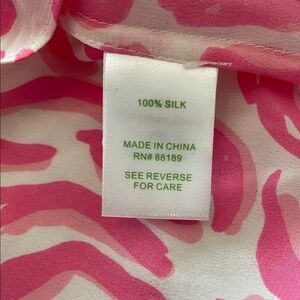 100% SILK
MADE IN CHINA
RN# 88189
SEE REVERSE
FOR CARE